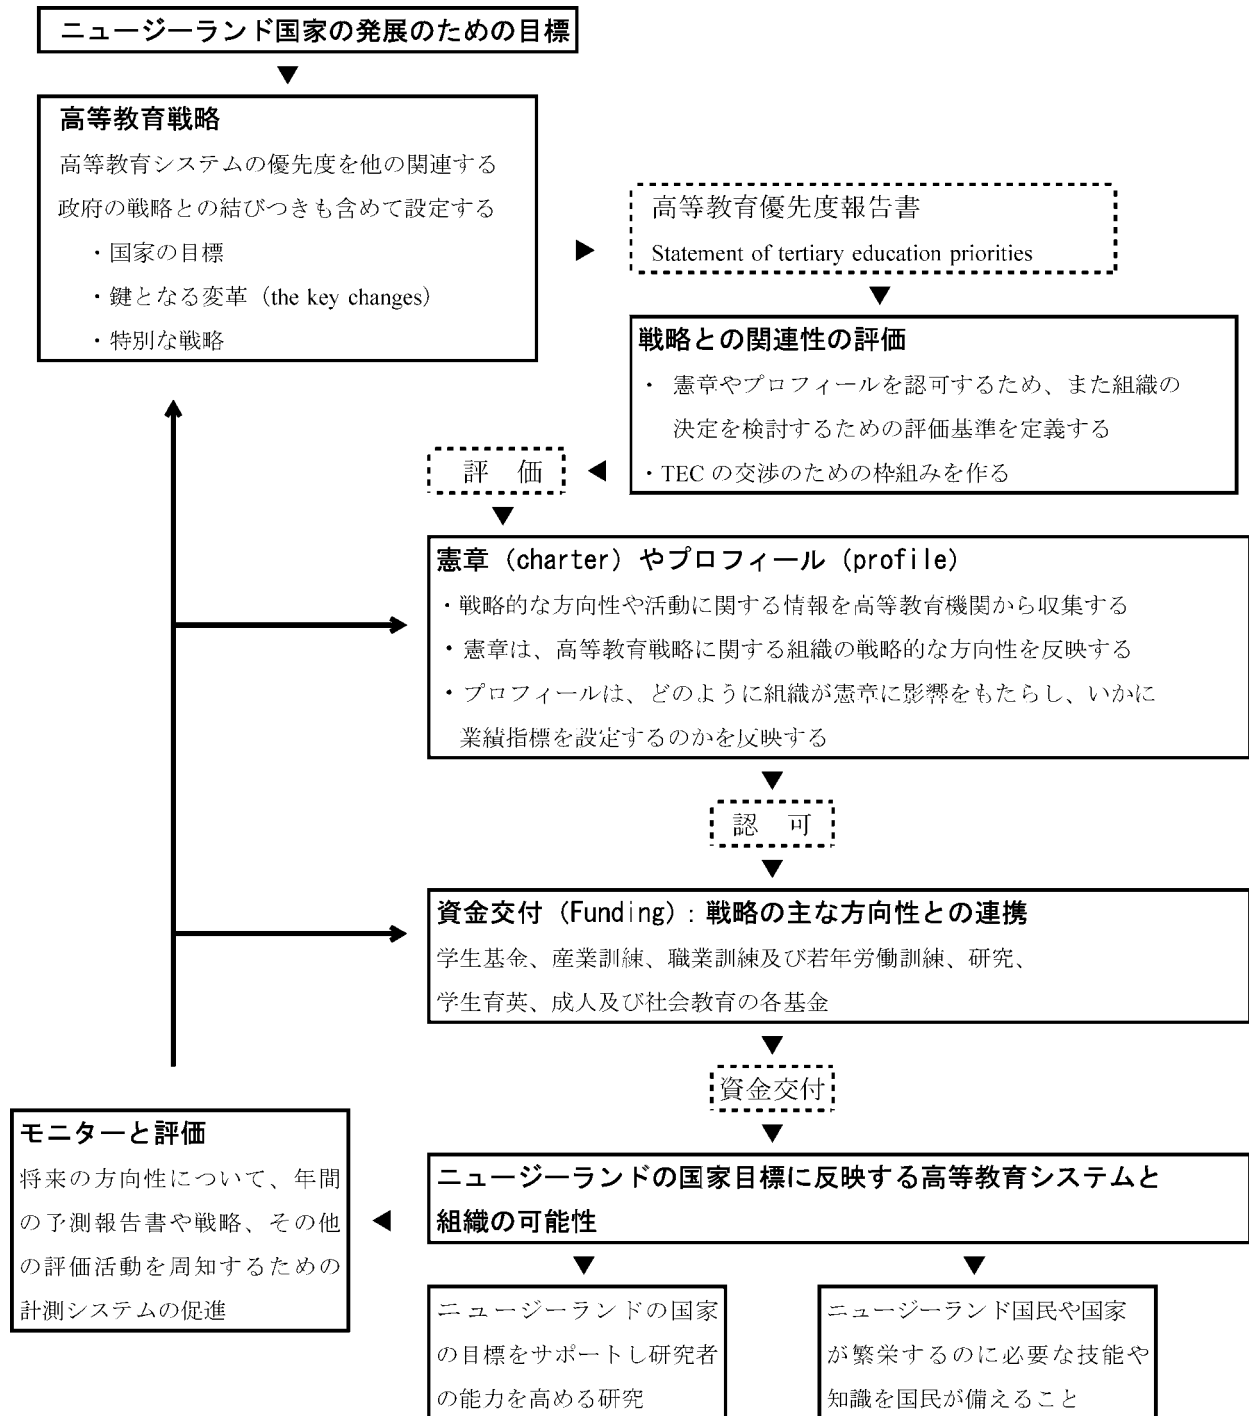 ニュージーランド国家の発展のための目標
高等教育戦略
高等教育システムの優先度を他の関連する
政府の戦略との結びつきも含めて設定する
・国家の目標
・鍵となる変革（the key changes）
・特別な戦略
高等教育優先度報告書
Statement of tertiary education priorities
戦略との関連性の評価
・ 憲章やプロフィールを認可するため、また組織の
決定を検討するための評価基準を定義する
・TEC の交渉のための枠組みを作る
評　価
憲章（charter）やプロフィール（profile）
・戦略的な方向性や活動に関する情報を高等教育機関から収集する
・憲章は、高等教育戦略に関する組織の戦略的な方向性を反映する
・プロフィールは、どのように組織が憲章に影響をもたらし、いかに
業績指標を設定するのかを反映する
認　可
資金交付（Funding）：戦略の主な方向性との連携
学生基金、産業訓練、職業訓練及び若年労働訓練、研究、
学生育英、成人及び社会教育の各基金
資金交付
モニターと評価
将来の方向性について、年間
の予測報告書や戦略、その他
の評価活動を周知するための
計測システムの促進
ニュージーランドの国家目標に反映する高等教育システムと
組織の可能性
ニュージーランドの国家
の目標をサポートし研究者
の能力を高める研究
ニュージーランド国民や国家
が繁栄するのに必要な技能や
知識を国民が備えること